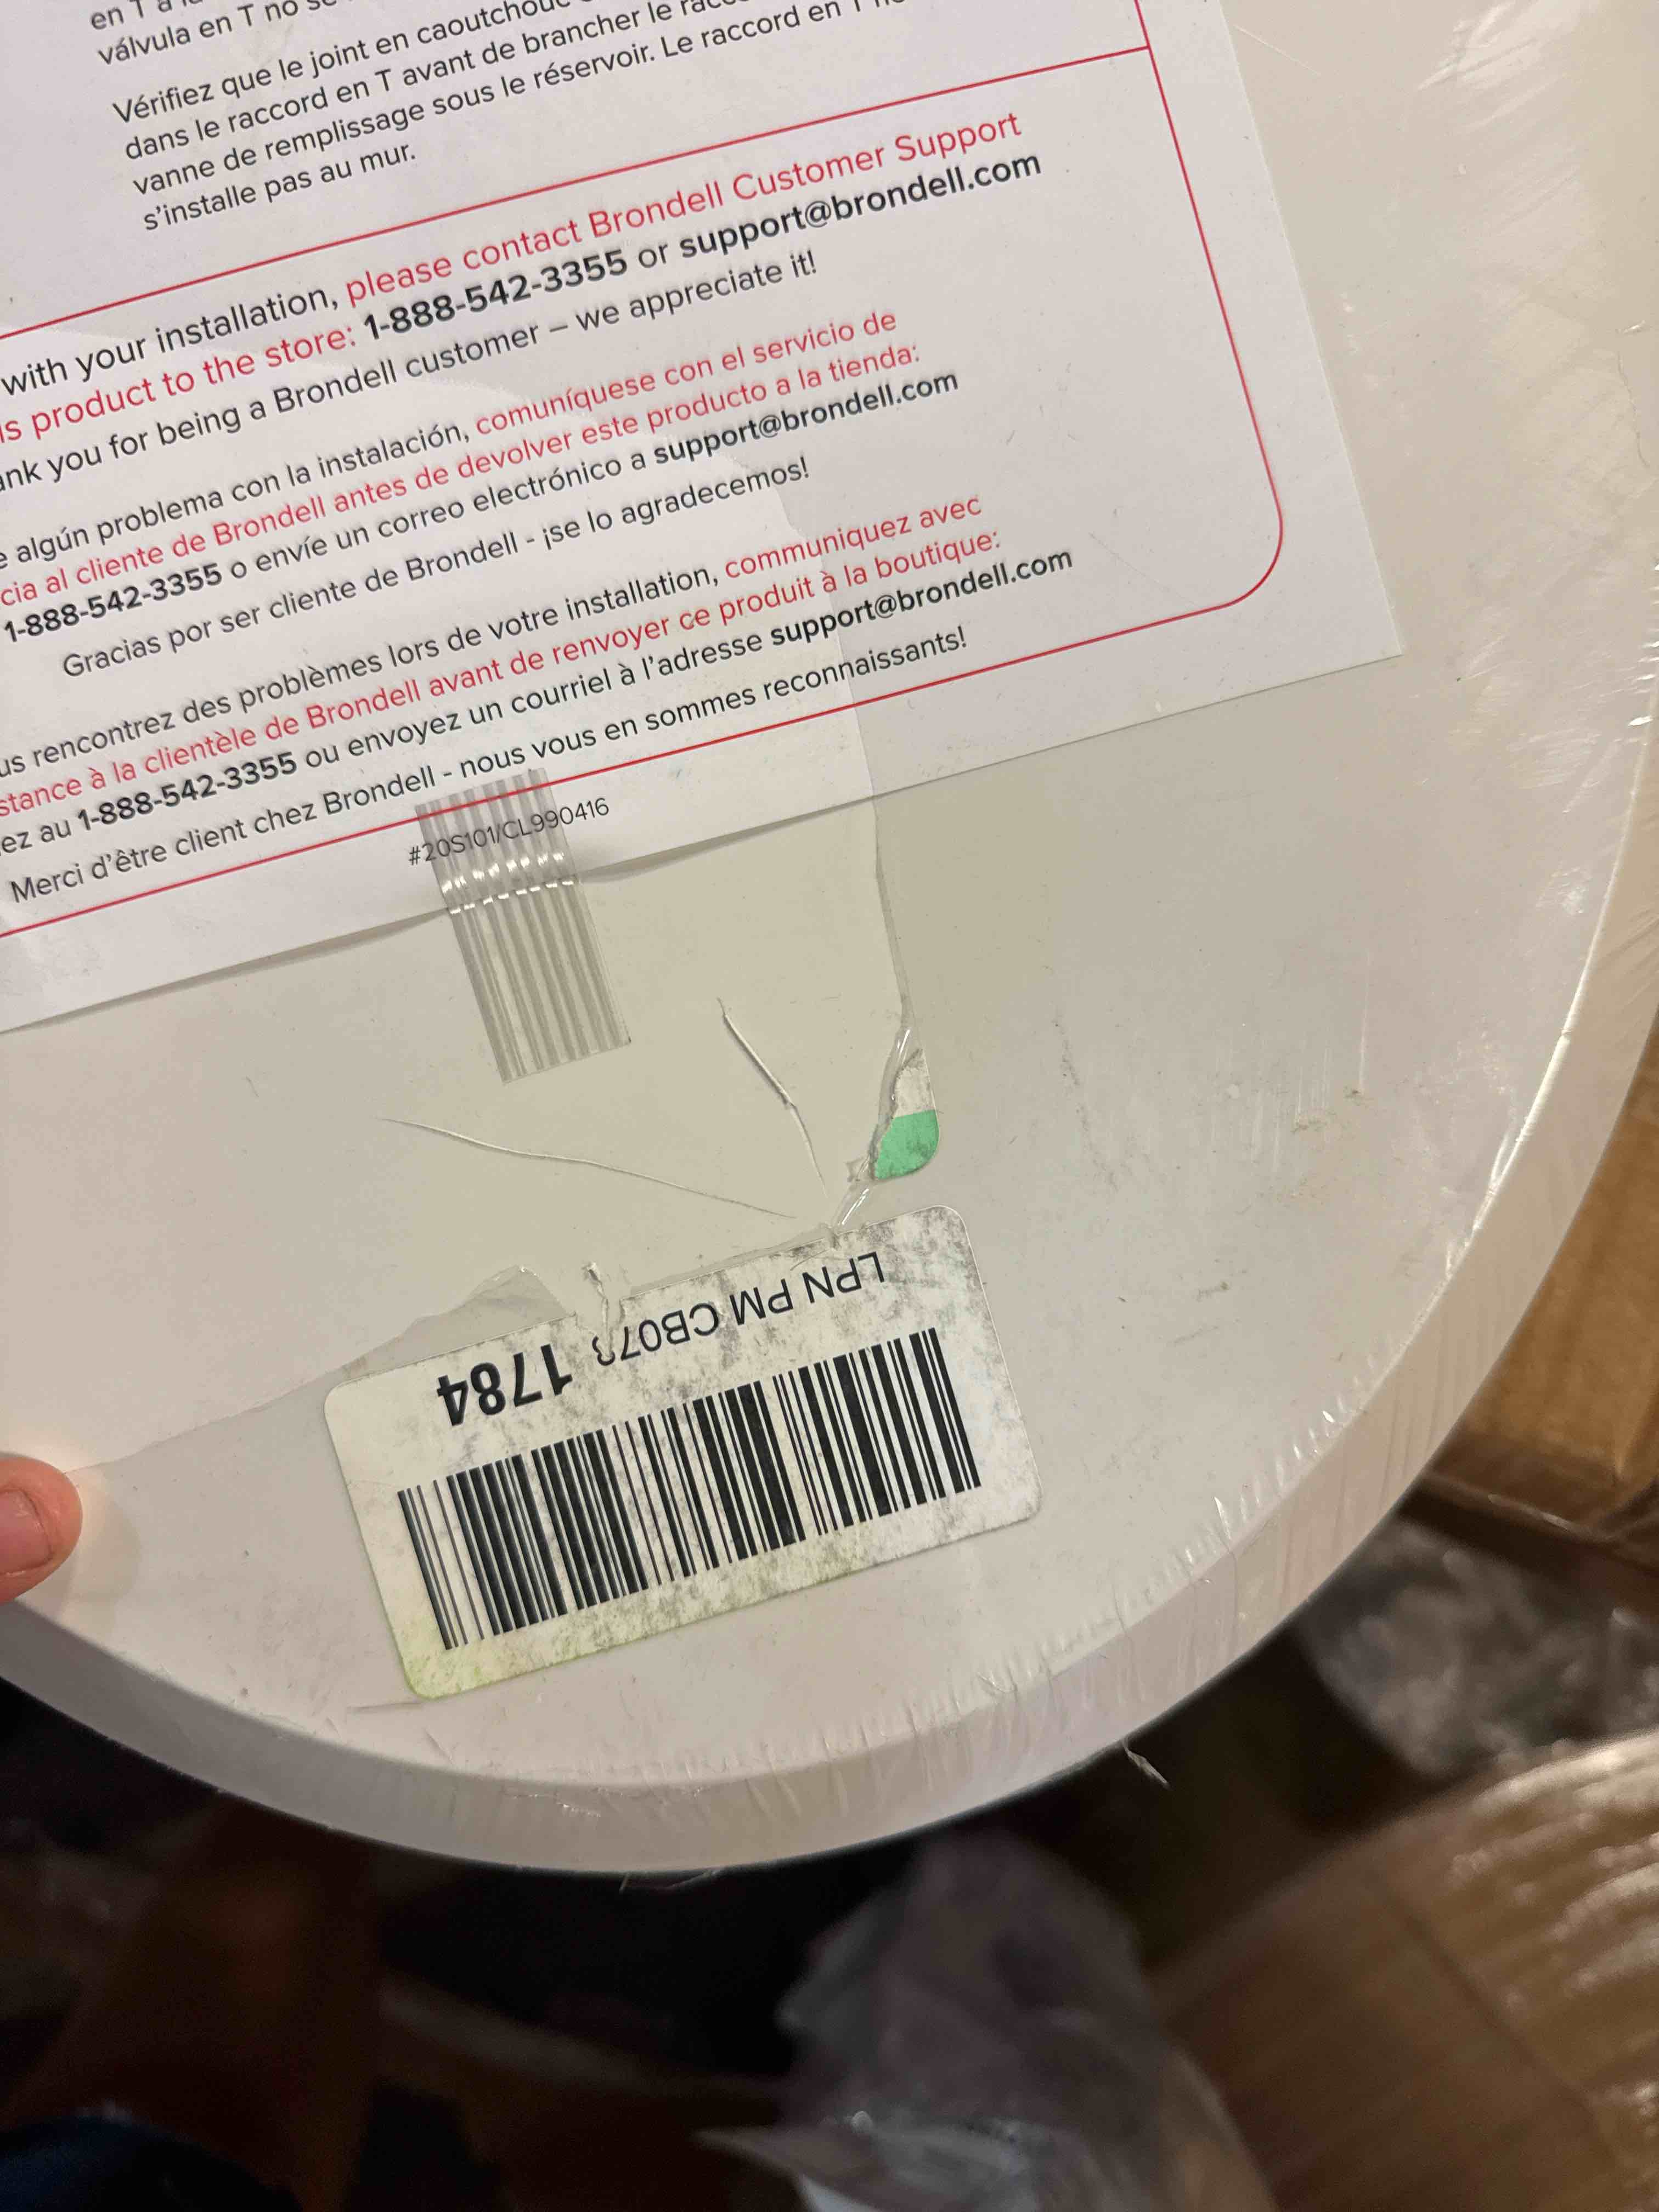 en T
válvula en T no se
Vérifiez que le joint en caoutchouc
dans le raccord en T avant de brancher le
vanne de remplissage sous le réservoir. Le raccord en T
s'installe pas au mur.
with your installation, please contact Brondell Customer Support
product to the store: 1-888-542-3355 or support@brondell.com
you for being a Brondell customer – we appreciate it!
algún problema con la instalación, comuníquese con el servicio de
al cliente de Brondell antes de devolver este producto a la tienda:
1-888-542-3355 o envíe un correo electrónico a support@brondell.com
Gracias por ser cliente de Brondell - ¡se lo agradecemos!
rencontrez des problèmes lors de votre installation, communiquez avec
à la clientèle de Brondell avant de renvoyer ce produit à la boutique:
au 1-888-542-3355 ou envoyez un courriel à l'adresse support@brondell.com
Merci d'être client chez Brondell - nous vous en sommes reconnaissants!
#20S101/CL990416
LPN PM CB073 1784